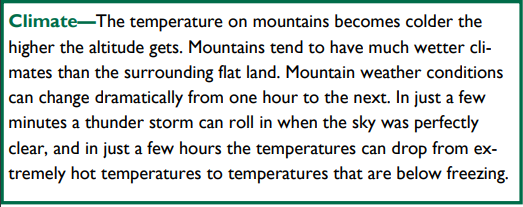 Climate—The temperature on mountains becomes colder the
higher the altitude gets. Mountains tend to have much wetter cli-
mates than the surrounding flat land. Mountain weather conditions
can change dramatically from one hour to the next. In just a few
minutes a thunder storm can roll in when the sky was perfectly
clear, and in just a few hours the temperatures can drop from ex-
tremely hot temperatures to temperatures that are below freezing.